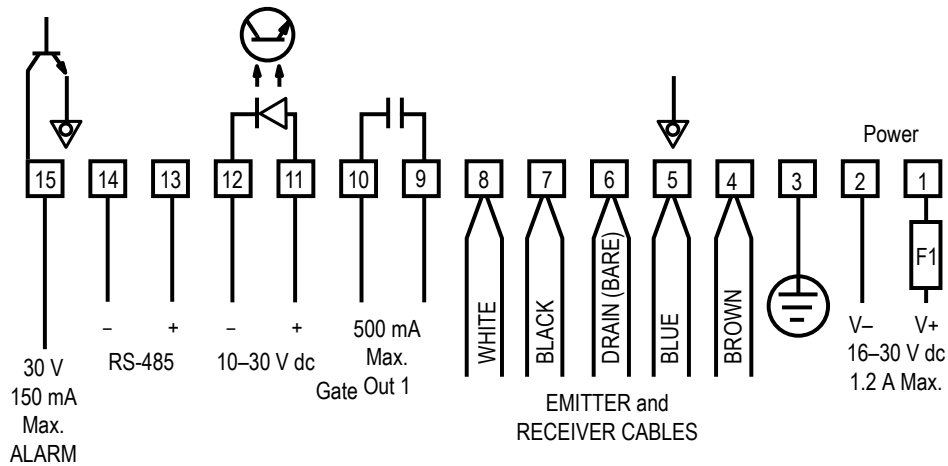 Power
15
14
13
12
11
10
9
8
7
6
5
4
3
2
1
F1
WHITE
BLACK
DRAIN (BARE)
BLUE
BROWN
– +
RS-485
– +
10–30 V dc
500 mA
Max.
Gate Out 1
30 V
150 mA
Max.
ALARM
EMITTER and
RECEIVER CABLES
V– V+
16–30 V dc
1.2 A Max.